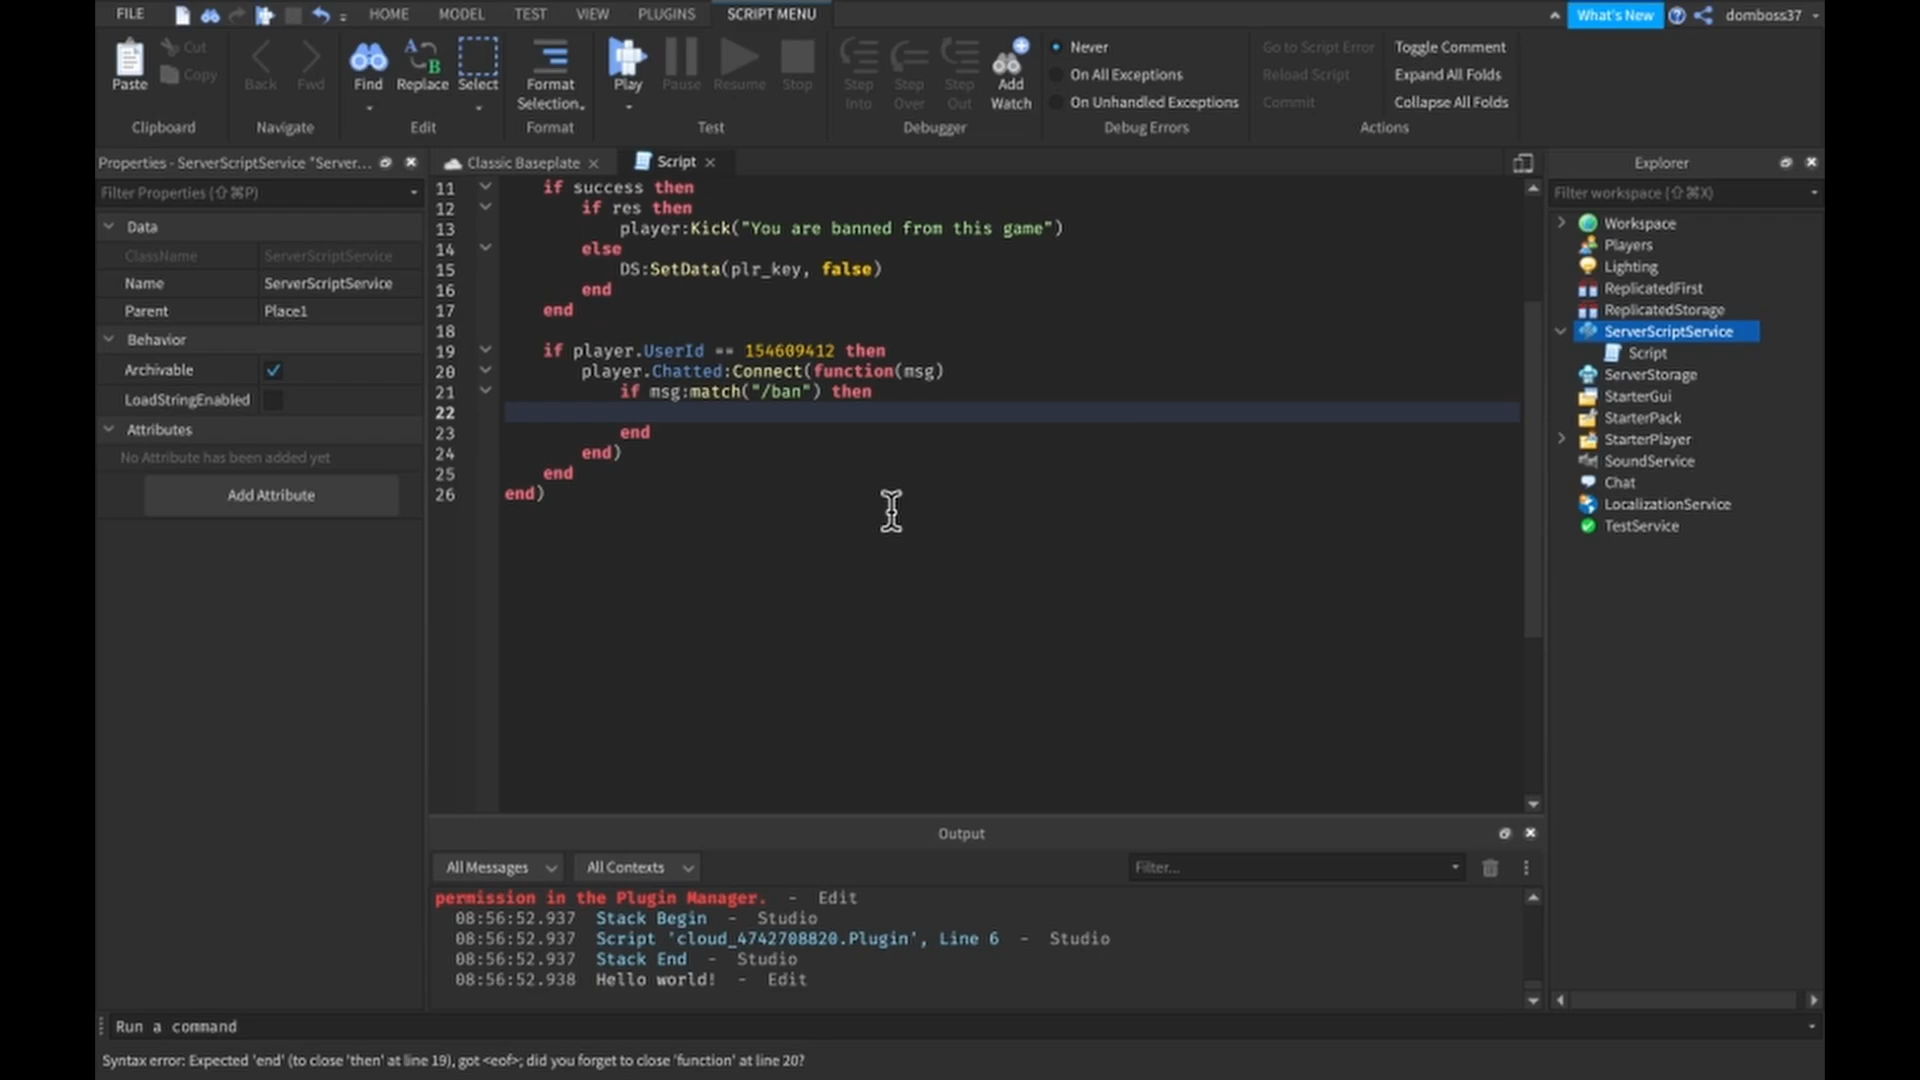 FILE HOME MODEL TEST VIEW PLUGINS SCRIPT MENU What's New domboss37
Paste Cut Copy Back Fwd Find Replace Select Format Selection Play Pause Resume Stop Step Into Step Over Step Out Add Watch
Never
On All Exceptions
On Unhandled Exceptions
Go to Script Error
Reload Script
Commit
Toggle Comment
Expand All Folds
Collapse All Folds
Clipboard Navigate Edit Format Test Debugger Debug Errors Actions
Properties - ServerScriptService "Server...
Filter Properties (⇧⌘P)
Data
ClassName ServerScriptService
Name ServerScriptService
Parent Place1
Behavior
Archivable
LoadStringEnabled
Attributes
No Attribute has been added yet
Add Attribute
Classic Baseplate Script
11 if success then
12 if res then
13 player:Kick("You are banned from this game")
14 else
15 DS:SetData(plr_key, false)
16 end
17 end
18
19 if player.UserId == 154609412 then
20 player.Chatted:Connect(function(msg)
21 if msg:match("/ban") then
22
23 end
24 end)
25 end
26 end)
Explorer
Filter workspace (⇧⌘X)
Workspace
Players
Lighting
ReplicatedFirst
ReplicatedStorage
ServerScriptService
Script
ServerStorage
StarterGui
StarterPack
StarterPlayer
SoundService
Chat
LocalizationService
TestService
Output
All Messages All Contexts Filter...
permission in the Plugin Manager. - Edit
08:56:52.937 Stack Begin - Studio
08:56:52.937 Script 'cloud_4742708820.Plugin', Line 6 - Studio
08:56:52.937 Stack End - Studio
08:56:52.938 Hello world! - Edit
Run a command
Syntax error: Expected 'end' (to close 'then' at line 19), got <eof>; did you forget to close 'function' at line 20?